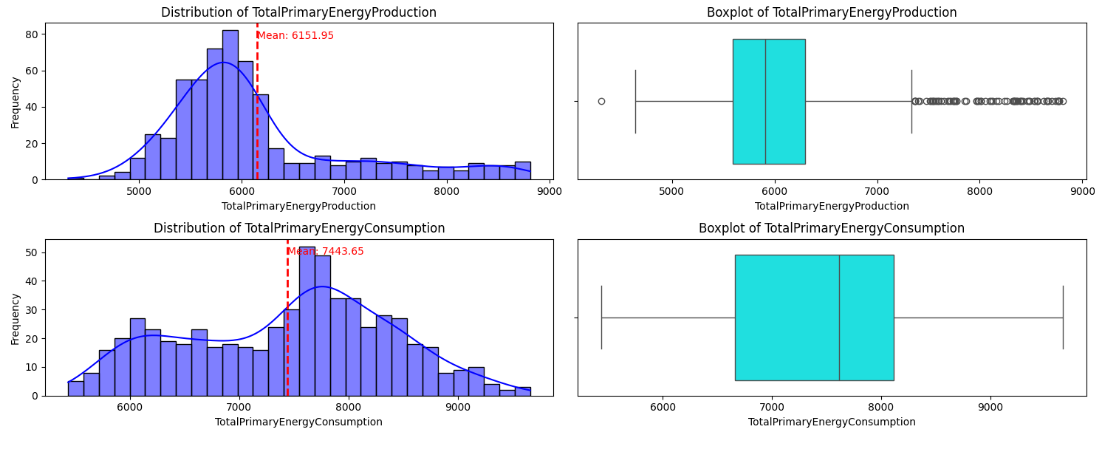 Distribution of TotalPrimaryEnergyProduction
Mean: 6151.95
Frequency
80
60
40
20
0
5000 6000 7000 8000 9000
TotalPrimaryEnergyProduction
Boxplot of TotalPrimaryEnergyProduction
5000 6000 7000 8000 9000
TotalPrimaryEnergyProduction
Distribution of TotalPrimaryEnergyConsumption
Mean: 7443.65
Frequency
50
40
30
20
10
0
6000 7000 8000 9000
TotalPrimaryEnergyConsumption
Boxplot of TotalPrimaryEnergyConsumption
6000 7000 8000 9000
TotalPrimaryEnergyConsumption